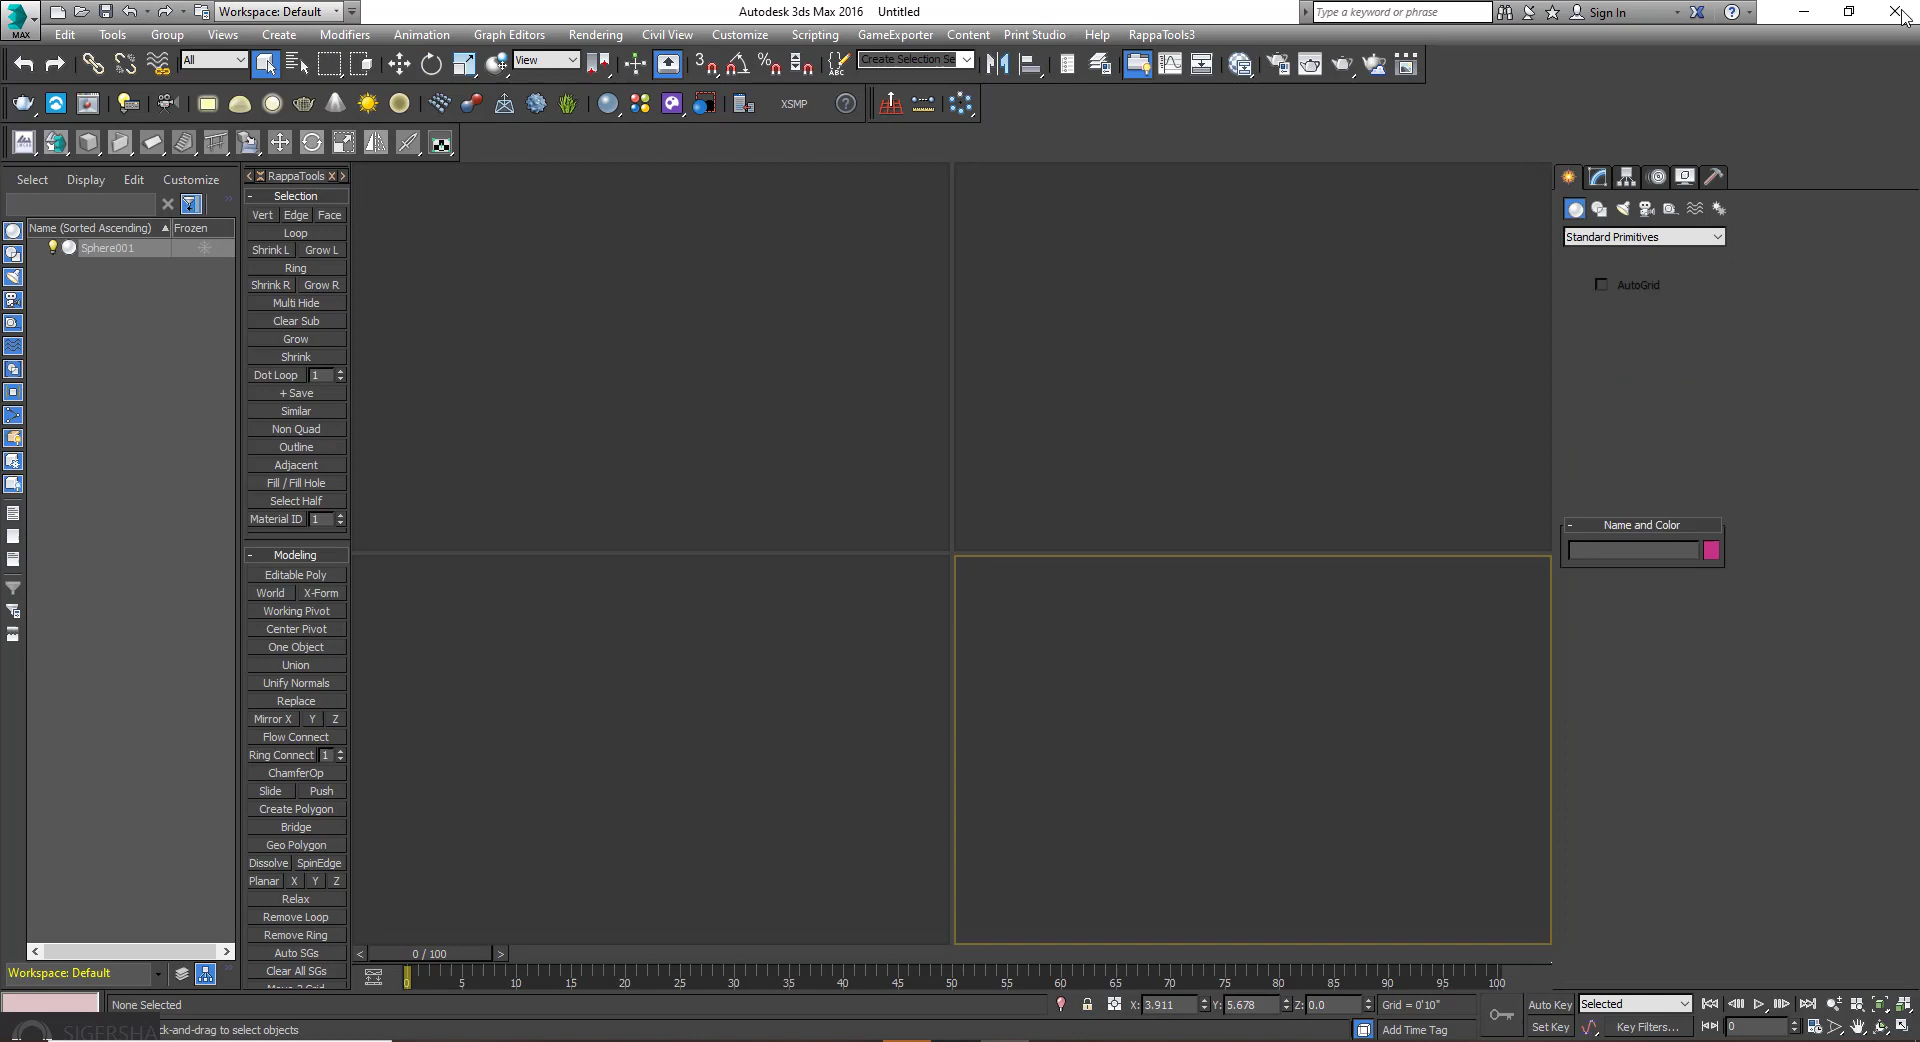 Workspace: Default
Autodesk 3ds Max 2016 Untitled
Type a keyword or phrase
Sign In
MAX
Edit Tools Group Views Create Modifiers Animation Graph Editors Rendering Civil View Customize Scripting GameExporter Content Print Studio Help RappaTools3
All
View
3
ABC
Create Selection Se
XSMP
Select Display Edit Customize
Name (Sorted Ascending) Frozen
Sphere001
RappaTools
- Selection
Vert Edge Face
Loop
Shrink L Grow L
Ring
Shrink R Grow R
Multi Hide
Clear Sub
Grow
Shrink
Dot Loop 1
+ Save
Similar
Non Quad
Outline
Adjacent
Fill / Fill Hole
Select Half
Material ID 1
- Modeling
Editable Poly
World X-Form
Working Pivot
Center Pivot
One Object
Union
Unify Normals
Replace
Mirror X Y Z
Flow Connect
Ring Connect 1
ChamferOp
Slide Push
Create Polygon
Bridge
Geo Polygon
Dissolve SpinEdge
Planar X Y Z
Relax
Remove Loop
Remove Ring
Auto SGs
Clear All SGs
Standard Primitives
AutoGrid
- Name and Color
< 0 / 100 >
0 5 10 15 20 25 30 35 40 45 50 55 60 65 70 75 80 85 90 95 100
Workspace: Default
None Selected
X: 3.911 Y: 5.678 Z: 0.0 Grid = 0'10"
Auto Key Selected
SIGERSHA
ck-and-drag to select objects
Add Time Tag
Set Key Key Filters... 0